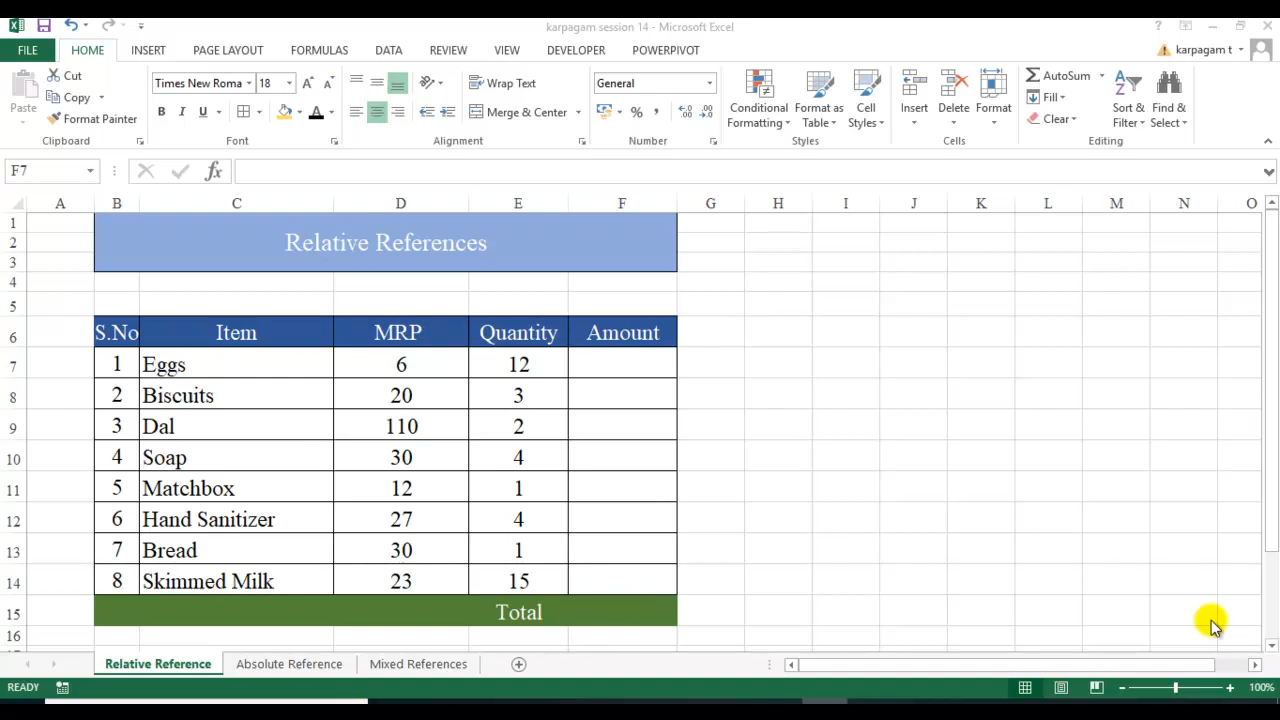 karpagam session 14 - Microsoft Excel
FILE HOME INSERT PAGE LAYOUT FORMULAS DATA REVIEW VIEW DEVELOPER POWERPIVOT karpagam t
Paste Cut Copy Format Painter Clipboard
Times New Roma 18 B I U A Font
Wrap Text Merge & Center Alignment
General % , Number
Conditional Formatting Format as Table Cell Styles Styles
Insert Delete Format Cells
AutoSum Fill Clear Sort & Filter Find & Select Editing
F7 fx
A B C D E F G H I J K L M N O
1
2 Relative References
3
4
5
6 S.No Item MRP Quantity Amount
7 1 Eggs 6 12
8 2 Biscuits 20 3
9 3 Dal 110 2
10 4 Soap 30 4
11 5 Matchbox 12 1
12 6 Hand Sanitizer 27 4
13 7 Bread 30 1
14 8 Skimmed Milk 23 15
15 Total
16
Relative Reference Absolute Reference Mixed References
READY 100%